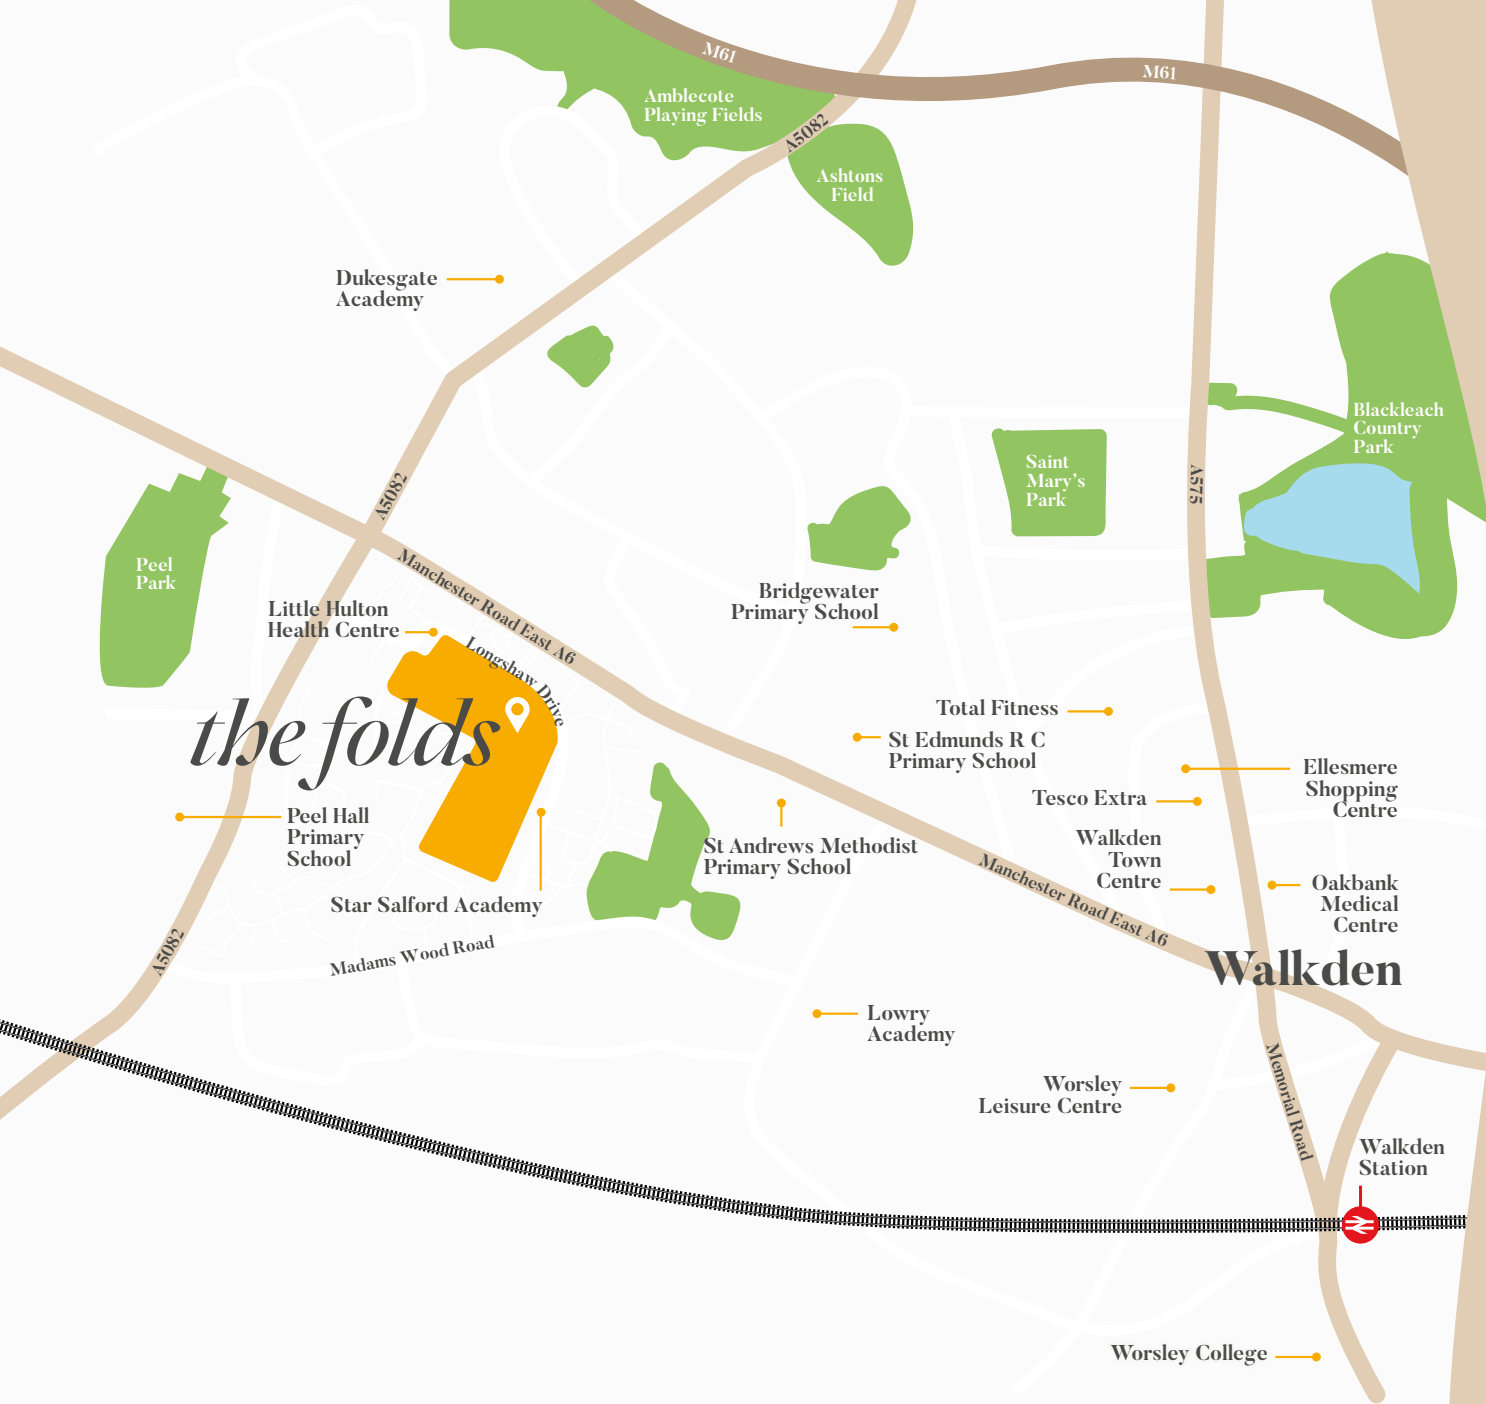 M61
M61
Amblecote
Playing Fields
A5082
Ashtons
Field
Dukesgate
Academy
Blackleach
Country
Park
Saint
Mary's
Park
A575
A5082
Peel
Park
Manchester Road East A6
Little Hulton
Health Centre
Longshaw Drive
Bridgewater
Primary School
the folds
Total Fitness
St Edmunds R C
Primary School
Ellesmere
Shopping
Centre
Tesco Extra
Peel Hall
Primary
School
St Andrews Methodist
Primary School
Walkden
Town
Centre
Manchester Road East A6
Oakbank
Medical
Centre
Star Salford Academy
Madams Wood Road
A5082
Walkden
Lowry
Academy
Memorial Road
Worsley
Leisure Centre
Walkden
Station
Worsley College